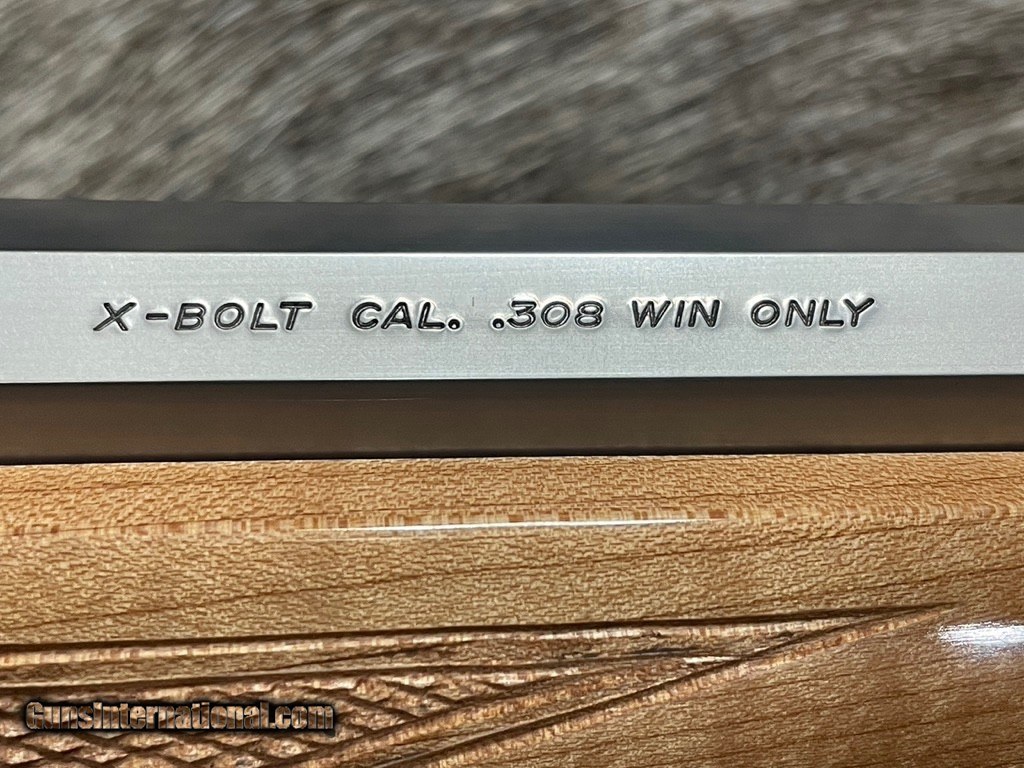 X-BOLT CAL. .308 WIN ONLY
GunsInternational.com